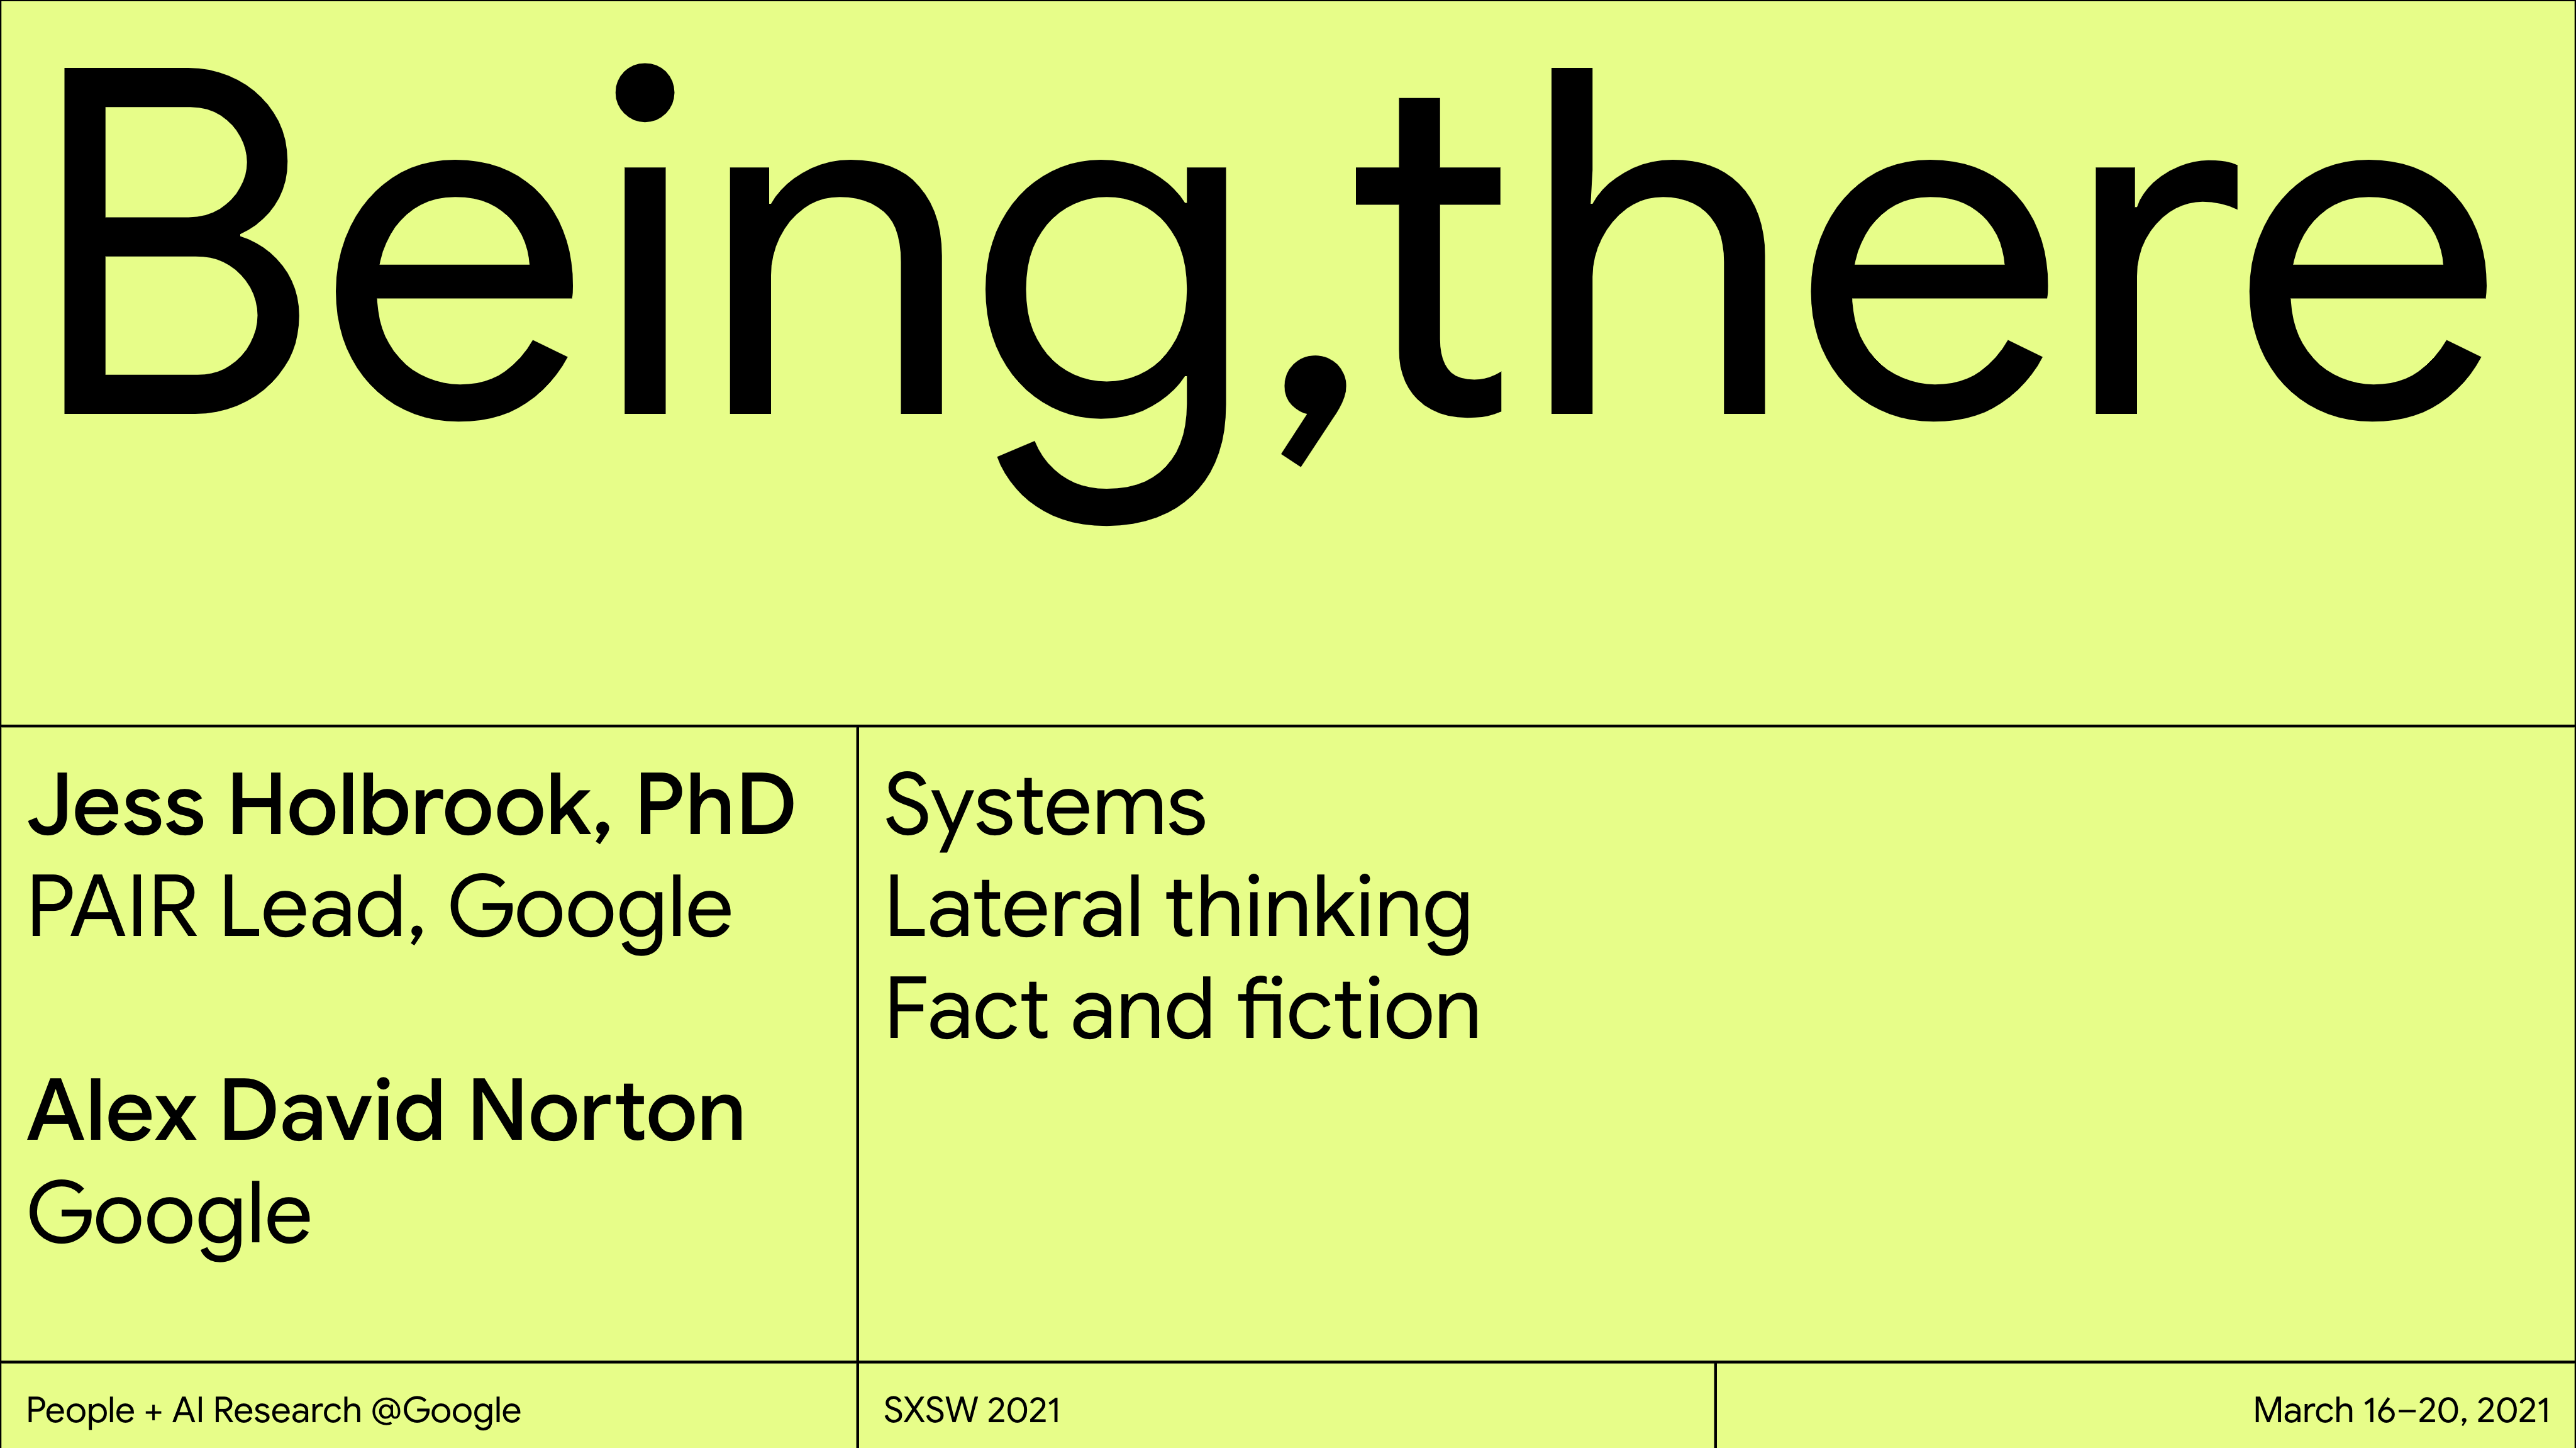 Being, there
Jess Holbrook, PhD
PAIR Lead, Google
Alex David Norton
Google
Systems
Lateral thinking
Fact and fiction
People + AI Research @Google
SXSW 2021
March 16–20, 2021